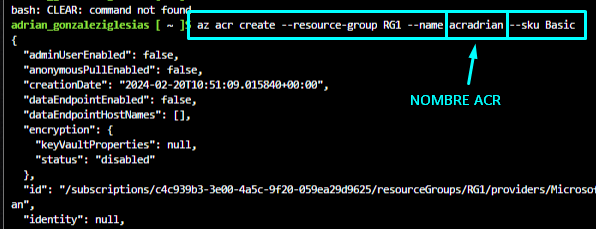 bash: CLEAR: command not found
adrian_gonzaleziglesias [ ~ ]$ az acr create --resource-group RG1 --name acradrian --sku Basic
{
"adminUserEnabled": false,
"anonymousPullEnabled": false,
"creationDate": "2024-02-20T10:51:09.015840+00:00",
"dataEndpointEnabled": false,
NOMBRE ACR
"dataEndpointHostNames": [],
"encryption": {
"keyVaultProperties": null,
"status": "disabled"
},
"id": "/subscriptions/c4c939b3-3e00-4a5c-9f20-059ea29d9625/resourceGroups/RG1/providers/Microsof
an",
"identity": null,